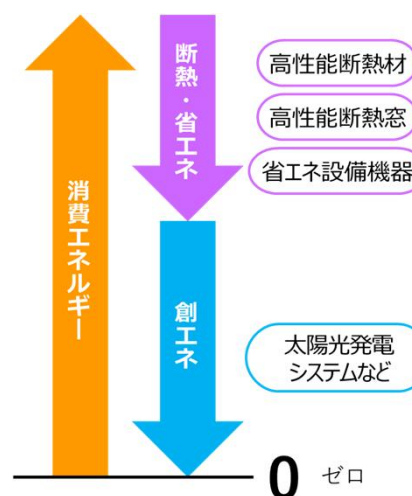 消費エネルギー
断熱・省エネ
高性能断熱材
高性能断熱窓
省エネ設備機器
創エネ
太陽光発電
システムなど
0 ゼロ